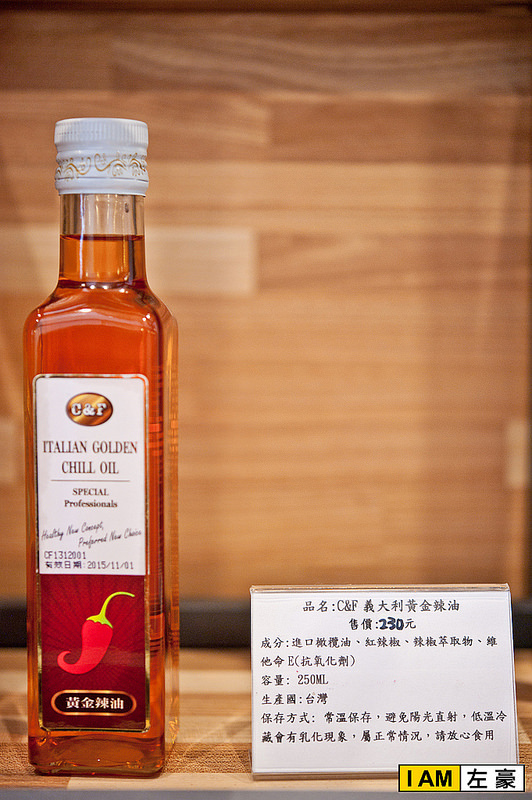 C&F
ITALIAN GOLDEN
CHILL OIL
SPECIAL
Professionals
Healthy New Concept,
Preferred New Choice
CF1312001
有效日期:2015/11/01
黃金辣油
品名:C&F 義大利黃金辣油
售價:230元
成分:進口橄欖油、紅辣椒、辣椒萃取物、維
他命E(抗氧化劑)
容量: 250ML
生產國:台灣
保存方式: 常溫保存,避免陽光直射,低溫冷
藏會有乳化現象,屬正常情況,請放心食用
I AM 左豪